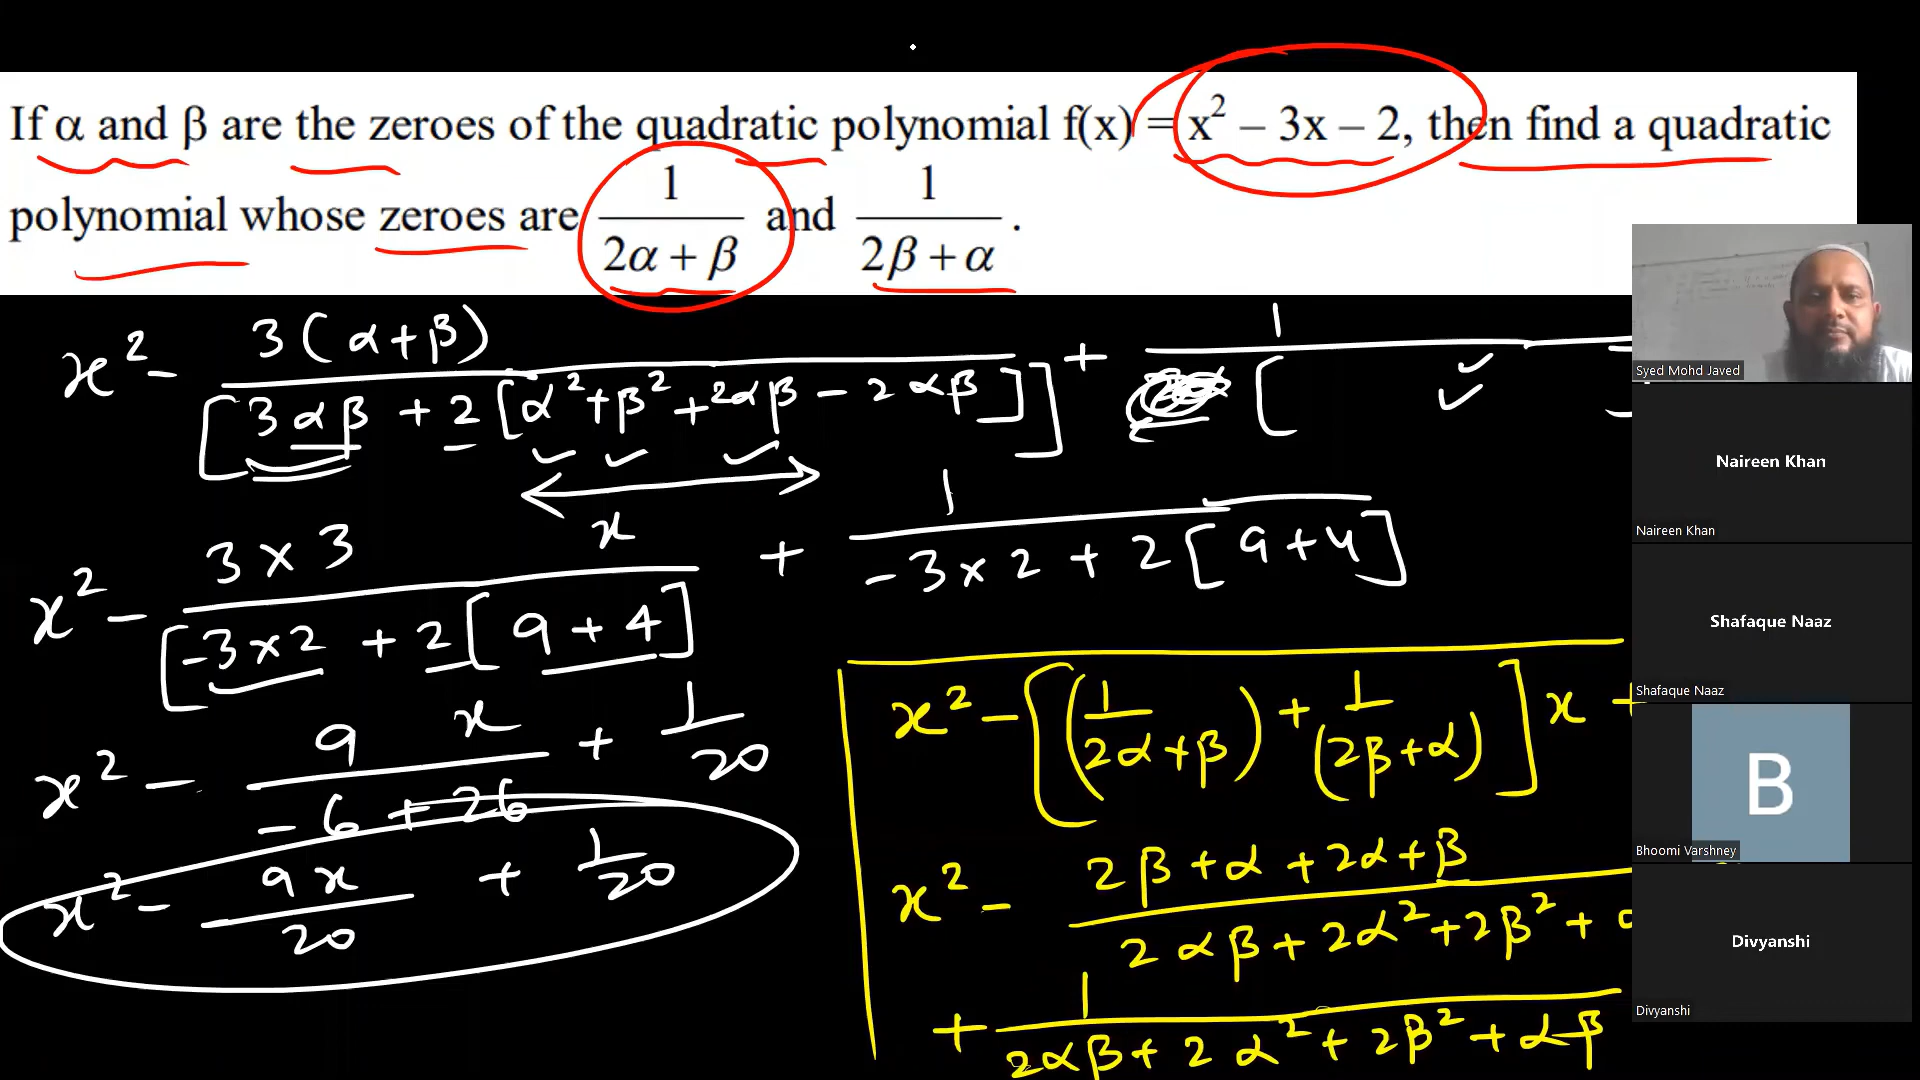 If α and β are the zeroes of the quadratic polynomial f(x) = x² – 3x – 2, then find a quadratic
polynomial whose zeroes are 1/(2α + β) and 1/(2β + α).
x² - 3(α+β) / [3αβ + 2[α²+β²+2αβ - 2αβ]] x + 1 / [
x² - 3×3 / [-3×2 + 2[9+4]] x + 1 / -3×2 + 2[9+4]
x² - 9 / -6+26 x + 1/20
x² - 9x/20 + 1/20
x² - [(1/2α+β) + 1/(2β+α)] x +
x² - 2β+α+2α+β / 2αβ+2α²+2β²+
+ 1 / 2αβ+2α²+2β²+αβ
Syed Mohd Javed
Naireen Khan
Naireen Khan
Shafaque Naaz
Shafaque Naaz
B
Bhoomi Varshney
Divyanshi
Divyanshi